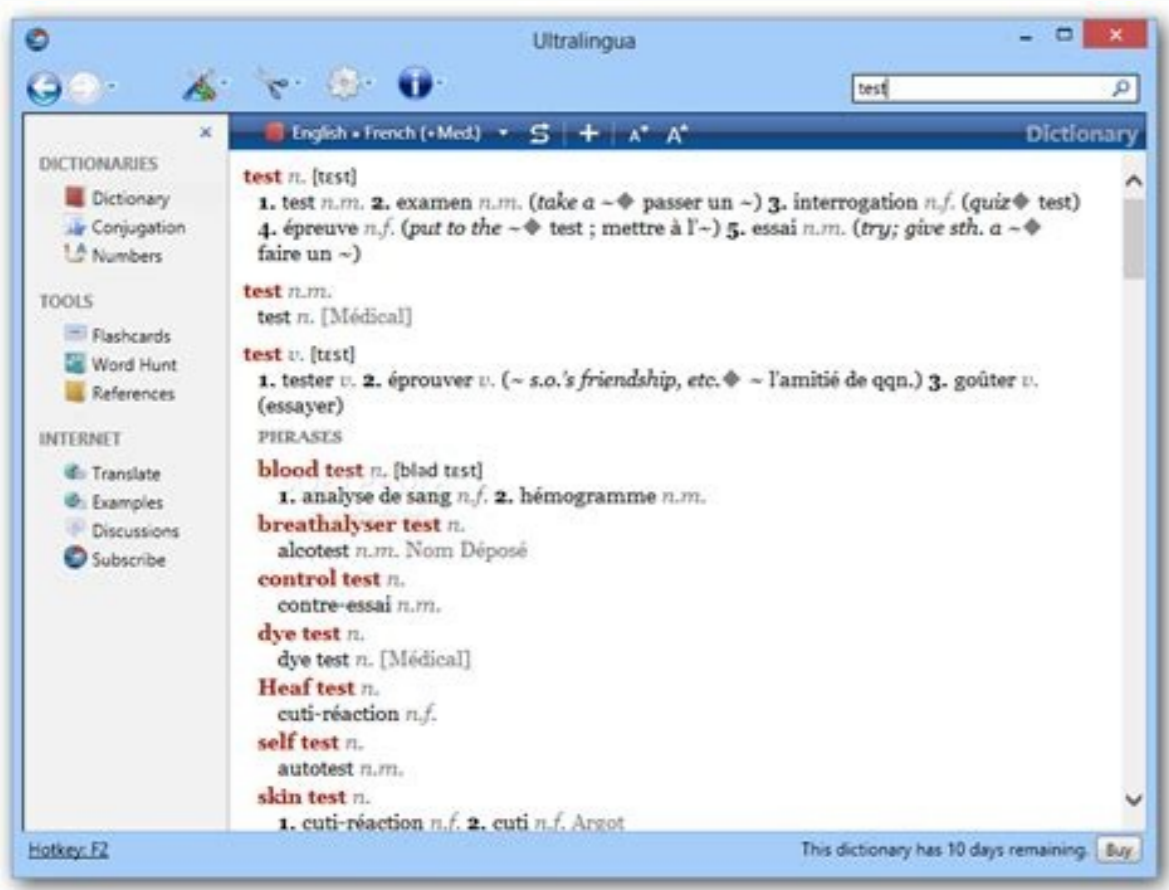 Ultralingua
test
English • French (+Med.)
Dictionary
DICTIONARIES
Dictionary
Conjugation
Numbers
TOOLS
Flashcards
Word Hunt
References
INTERNET
Translate
Examples
Discussions
Subscribe
test n. [tɛst]
1. test n.m. 2. examen n.m. (take a ~◆ passer un ~) 3. interrogation n.f. (quiz◆ test)
4. épreuve n.f. (put to the ~◆ test ; mettre à l'~) 5. essai n.m. (try; give sth. a ~◆
faire un ~)
test n.m.
test n. [Médical]
test v. [tɛst]
1. tester v. 2. éprouver v. (~ s.o.'s friendship, etc.◆ ~ l'amitié de qqn.) 3. goûter v.
(essayer)
PHRASES
blood test n. [bləd tɛst]
1. analyse de sang n.f. 2. hémogramme n.m.
breathalyser test n.
alcotest n.m. Nom Déposé
control test n.
contre-essai n.m.
dye test n.
dye test n. [Médical]
Heaf test n.
cuti-réaction n.f.
self test n.
autotest n.m.
skin test n.
1. cuti-réaction n.f. 2. cuti n.f. Argot
Hotkey: F2
This dictionary has 10 days remaining. Buy